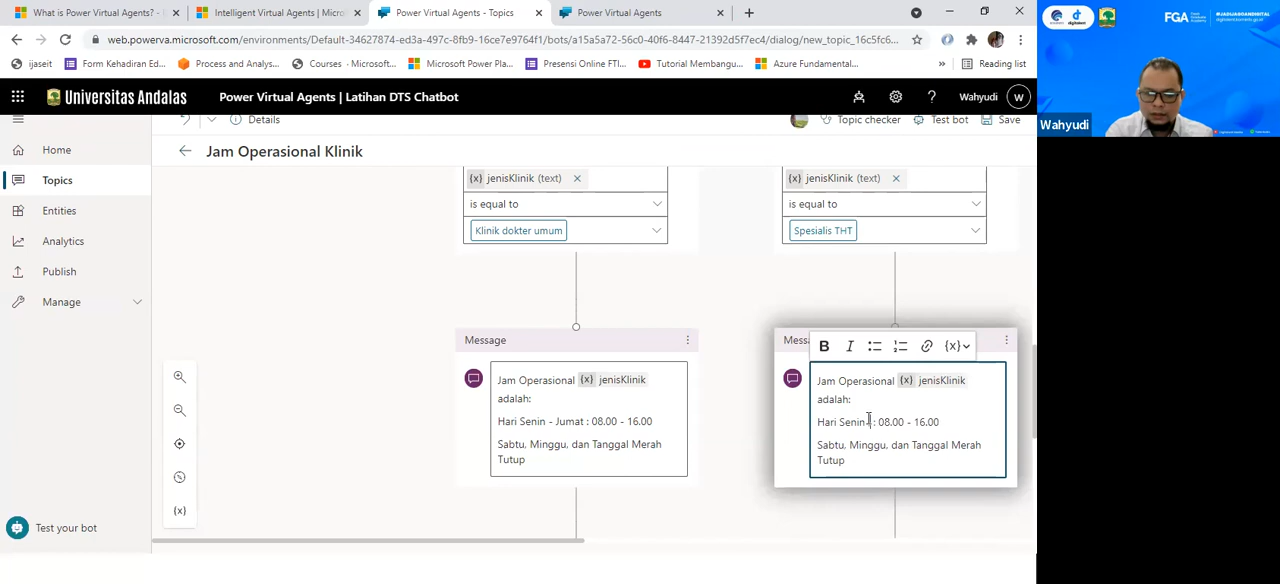 What is Power Virtual Agents? -
Intelligent Virtual Agents | Micr
Power Virtual Agents - Topics
Power Virtual Agents
web.powerva.microsoft.com/environments/Default-34627874-ed3a-497c-8fb9-16ce7e9764f1/bots/a15a5a72-56c0-40f6-8447-21392d5f7ec4/dialog/new_topic_16c5fc6...
ijaseit
Form Kehadiran Ed...
Process and Analys...
Courses - Microsoft...
Microsoft Power Pla...
Presensi Online FTI...
Tutorial Membangu...
Azure Fundamental...
»
Reading list
Universitas Andalas
Power Virtual Agents | Latihan DTS Chatbot
?
Wahyudi
W
Details
Topic checker
Test bot
Save
Jam Operasional Klinik
Home
Topics
Entities
Analytics
Publish
Manage
{x} jenisKlinik (text)
is equal to
Klinik dokter umum
{x} jenisKlinik (text)
is equal to
Spesialis THT
Message
Jam Operasional {x} jenisKlinik
adalah:
Hari Senin - Jumat : 08.00 - 16.00
Sabtu, Minggu, dan Tanggal Merah
Tutup
Messa
B I {x}
Jam Operasional {x} jenisKlinik
adalah:
Hari Senin- : 08.00 - 16.00
Sabtu, Minggu, dan Tanggal Merah
Tutup
{x}
Test your bot
FGA
#JADIJAGOANDIGITAL
Wahyudi